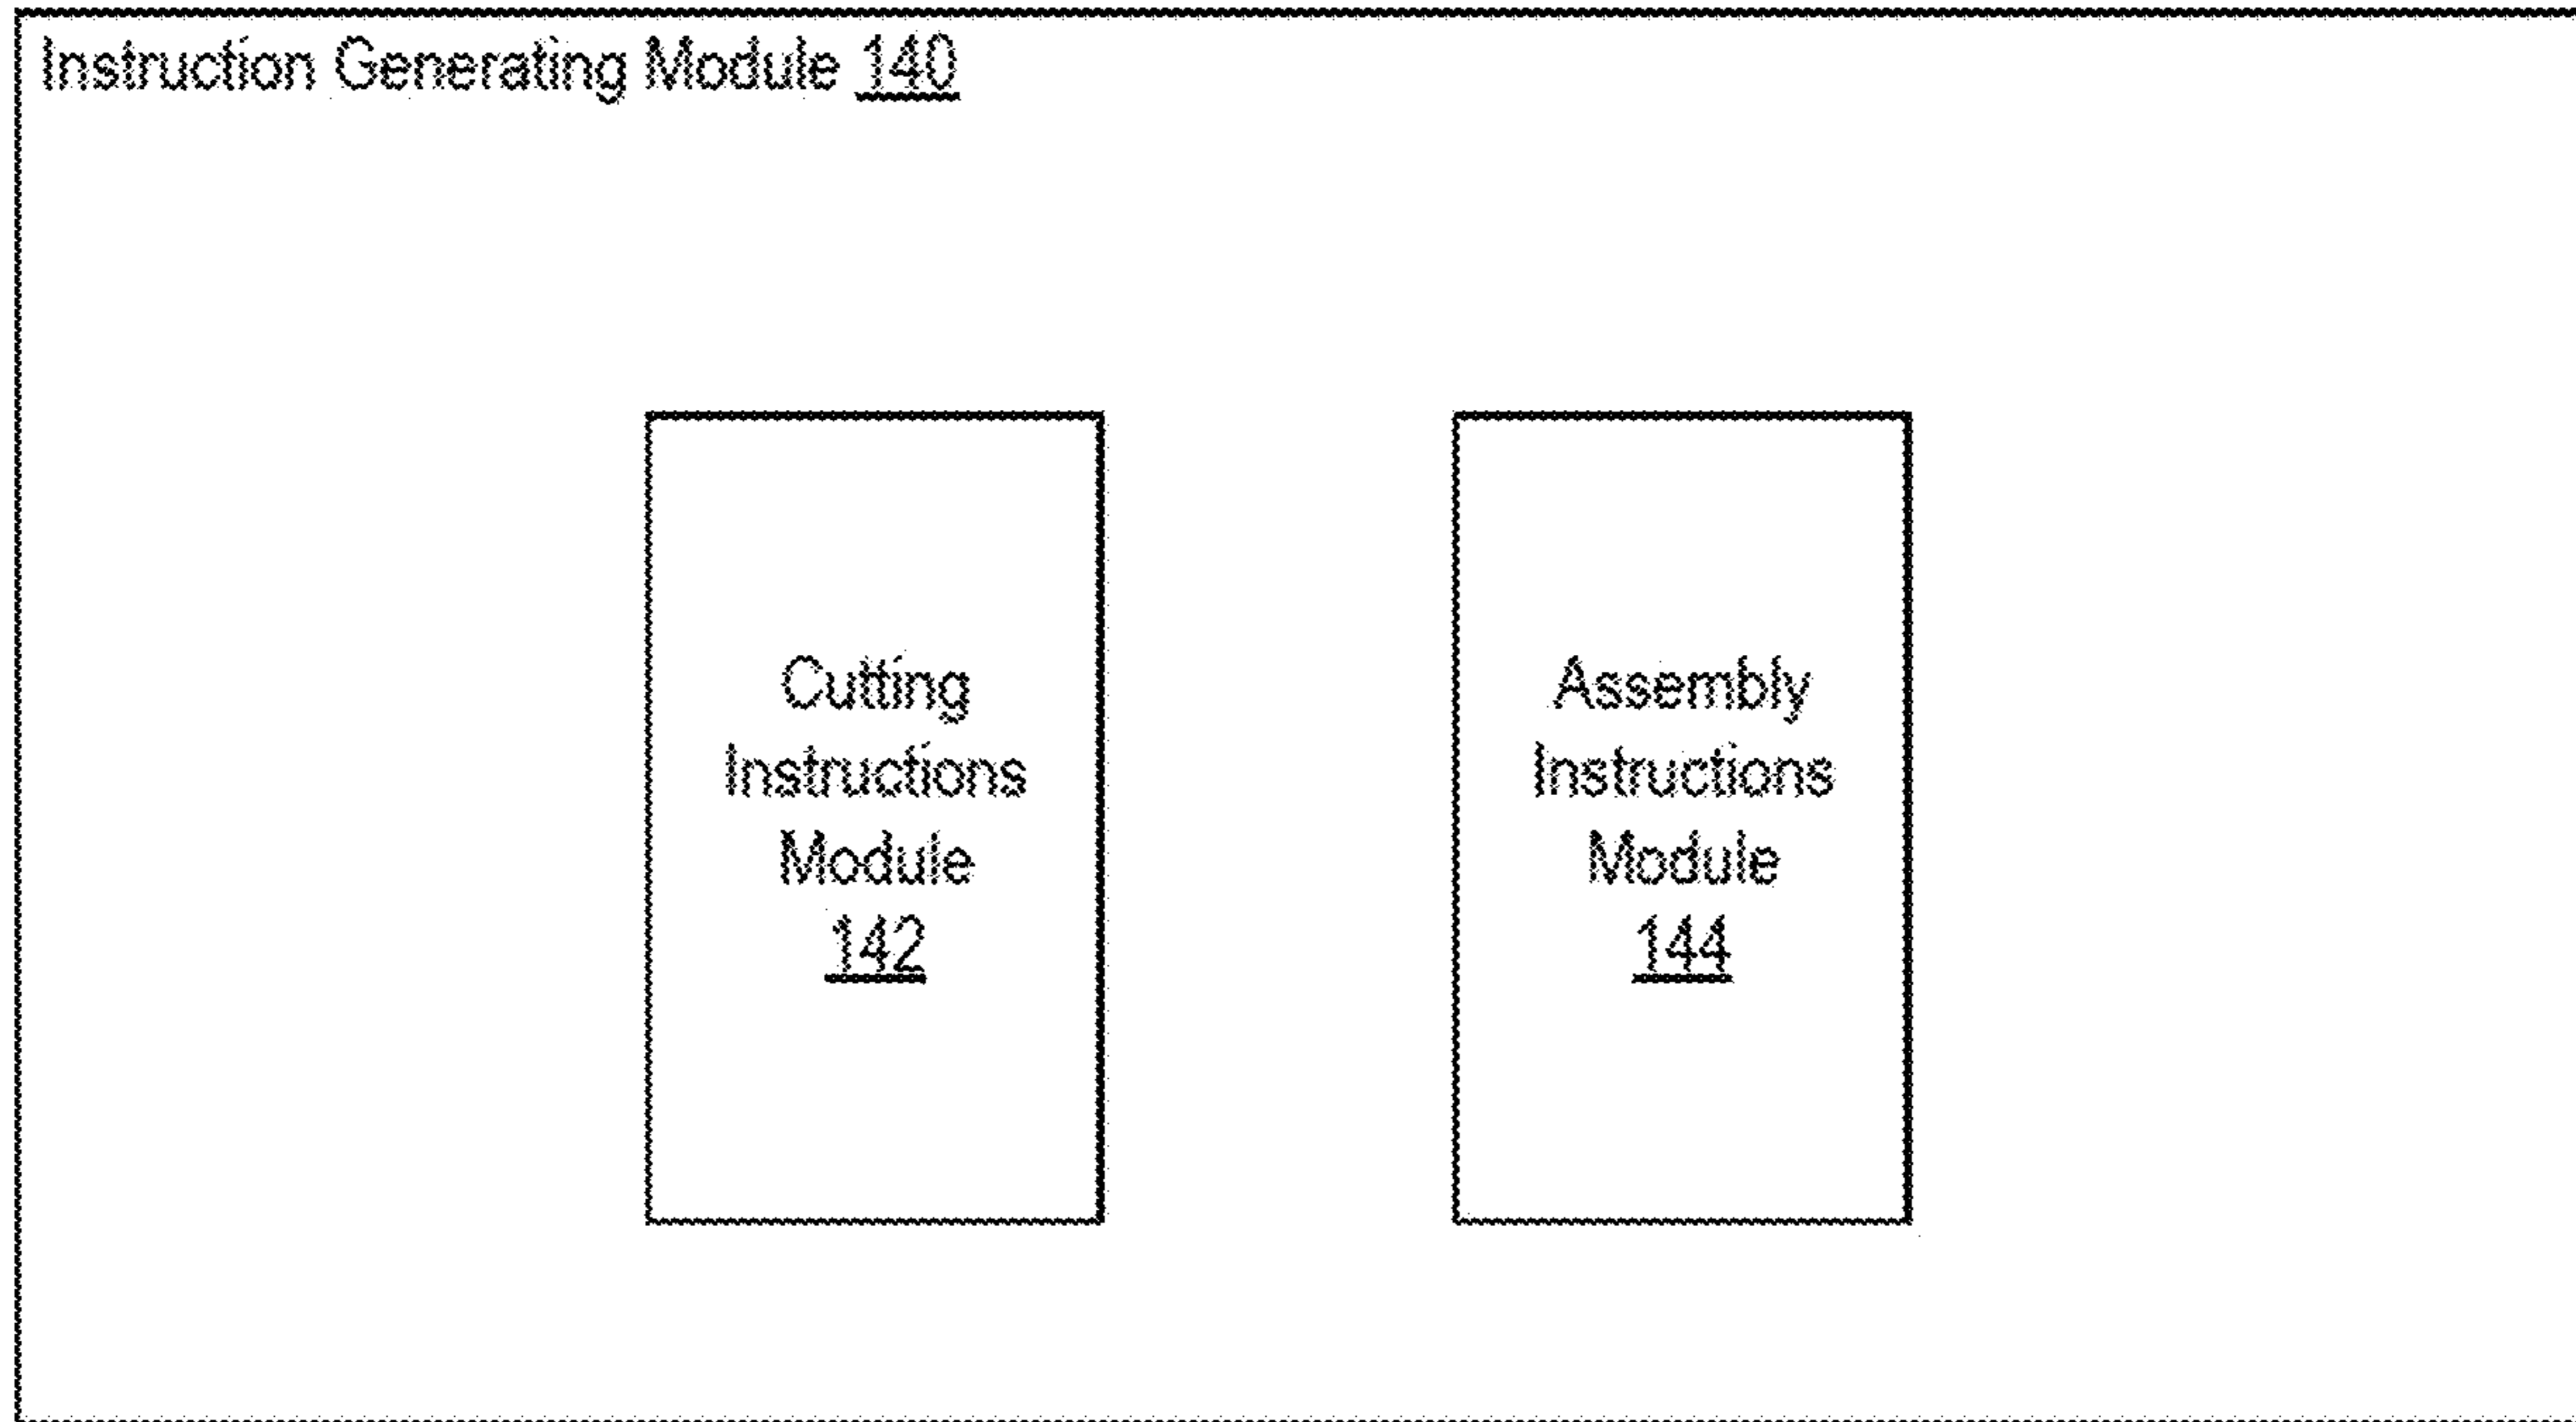 Instruction Generating Module 140
Cutting
Instructions
Module
142
Assembly
Instructions
Module
144